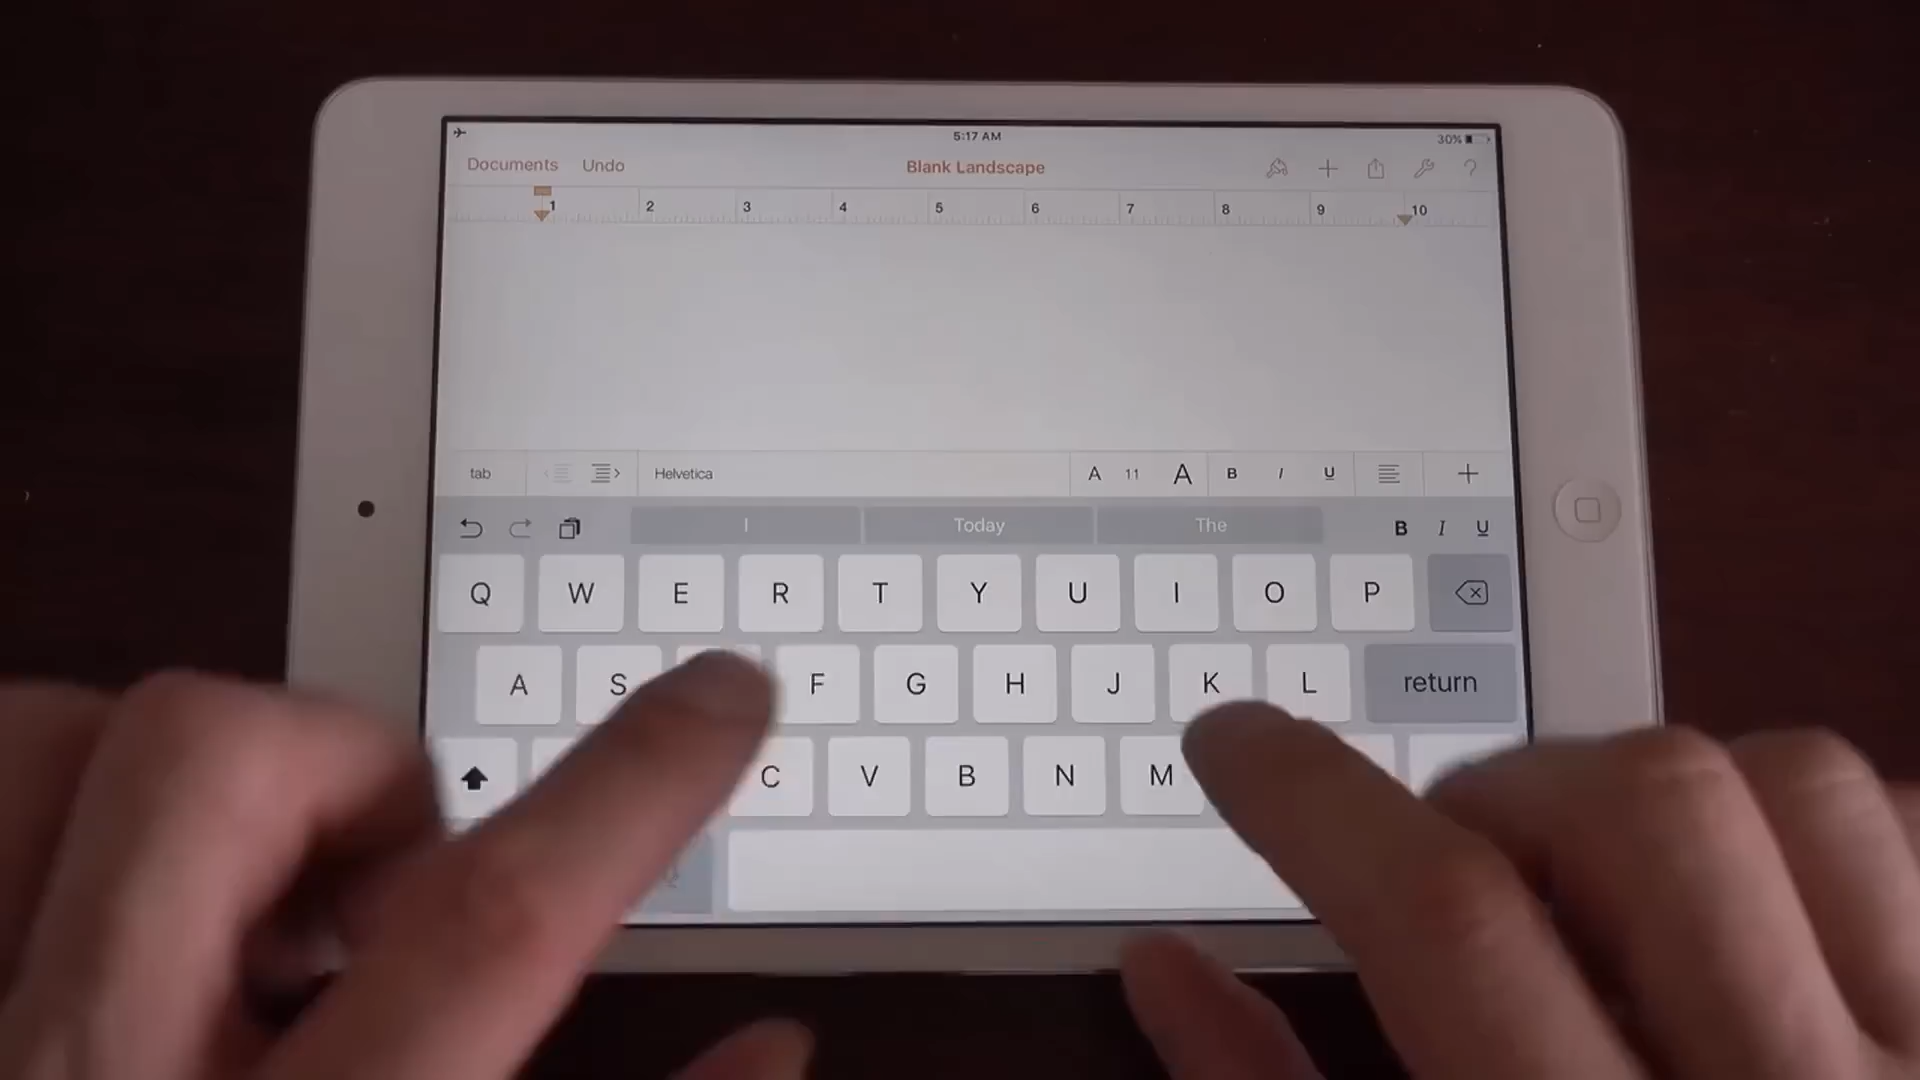 5:17 AM 30%
Documents Undo Blank Landscape ?
1 2 3 4 5 6 7 8 9 10
tab Helvetica A 11 A B I U
I Today The B I U
Q W E R T Y U I O P
A S F G H J K L return
C V B N M